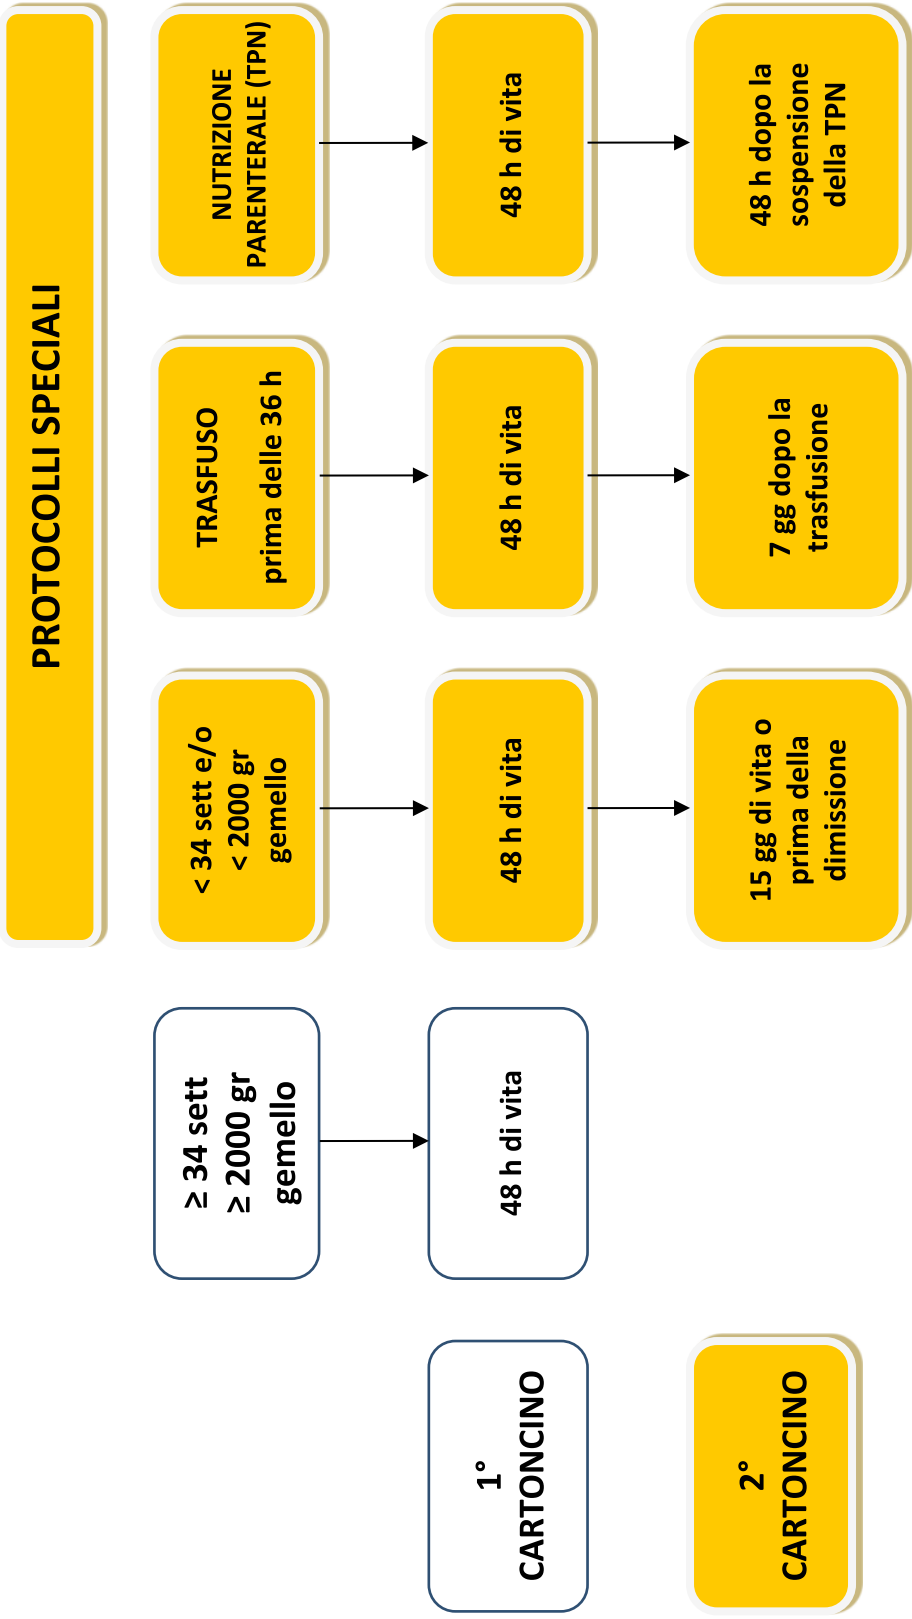 PROTOCOLLI SPECIALI
≥ 34 sett
≥ 2000 gr
gemello
< 34 sett e/o
< 2000 gr
gemello
TRASFUSO
prima delle 36 h
NUTRIZIONE
PARENTERALE (TPN)
1°
CARTONCINO
48 h di vita
48 h di vita
48 h di vita
48 h di vita
2°
CARTONCINO
15 gg di vita o
prima della
dimissione
7 gg dopo la
trasfusione
48 h dopo la
sospensione
della TPN